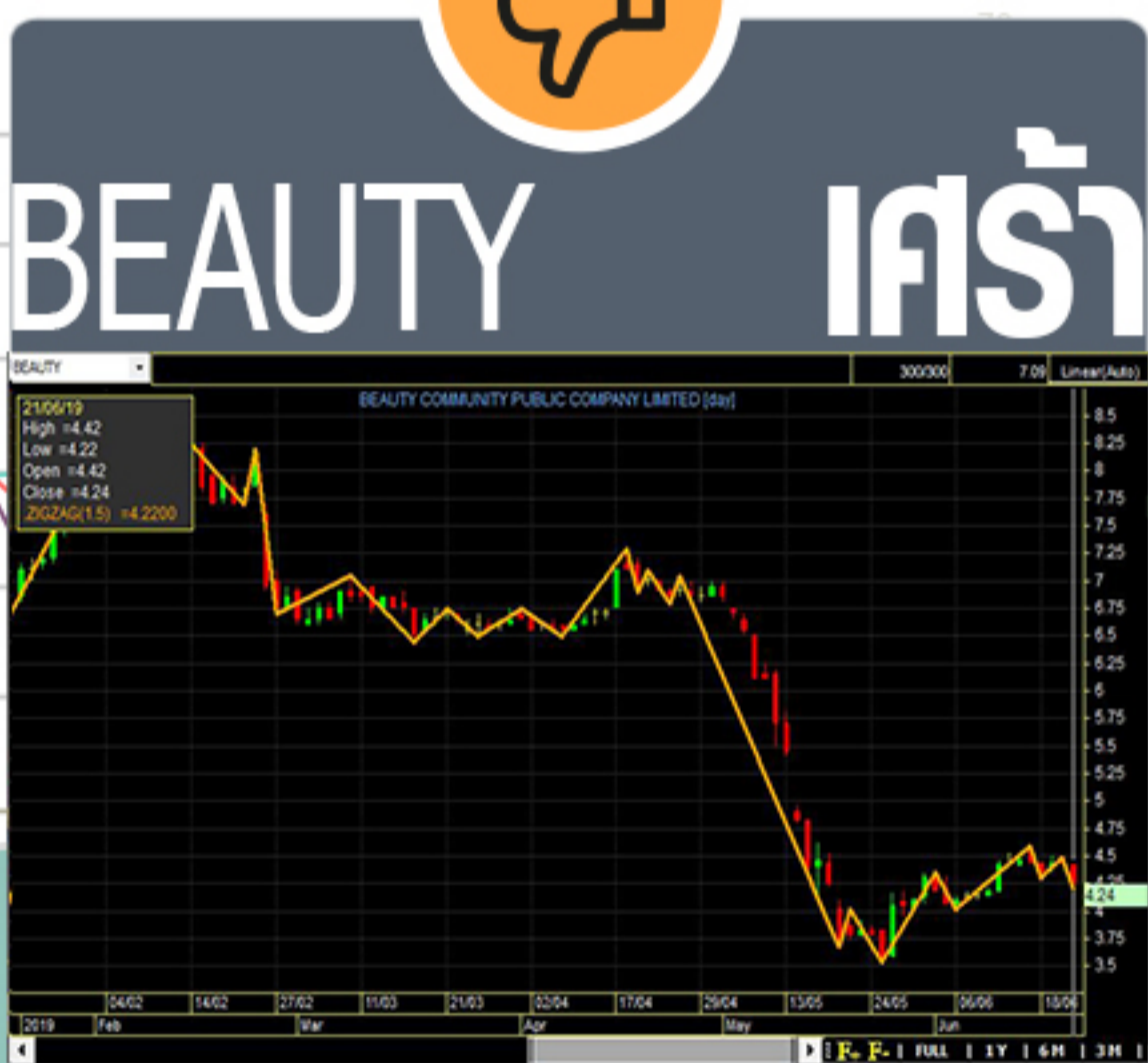 BEAUTY เศร้า
BEAUTY 300/300 7.09 Linear(Auto)
BEAUTY COMMUNITY PUBLIC COMPANY LIMITED [day]
21/06/19
High =4.42
Low =4.22
Open =4.42
Close =4.24
ZIGZAG(1.5) =4.2200
8.5
8.25
8
7.75
7.5
7.25
7
6.75
6.5
6.25
6
5.75
5.5
5.25
5
4.75
4.5
4.25
4.24
4
3.75
3.5
04/02 14/02 27/02 11/03 21/03 02/04 17/04 29/04 13/05 24/05 06/06 18/06
2019 Feb Mar Apr May Jun
F+ F- FULL 1Y 6M 3M